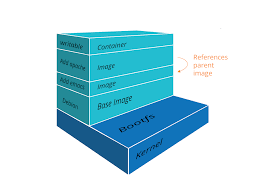 writable Container
Add apache Image
Add emacs Image
Debian Base Image
References
parent
image
Bootfs
Kernel